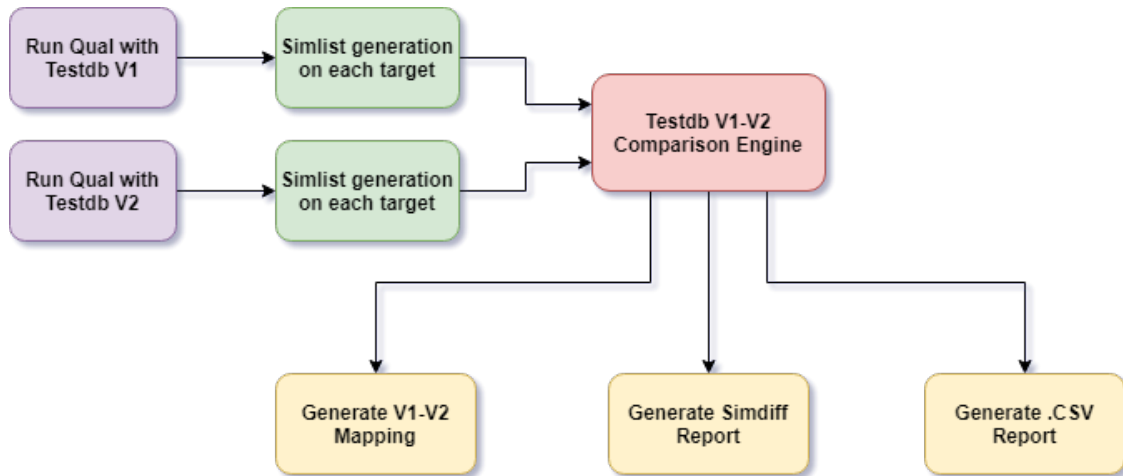 Run Qual with
Testdb V1
Simlist generation
on each target
Testdb V1-V2
Comparison Engine
Run Qual with
Testdb V2
Simlist generation
on each target
Generate V1-V2
Mapping
Generate Simdiff
Report
Generate .CSV
Report